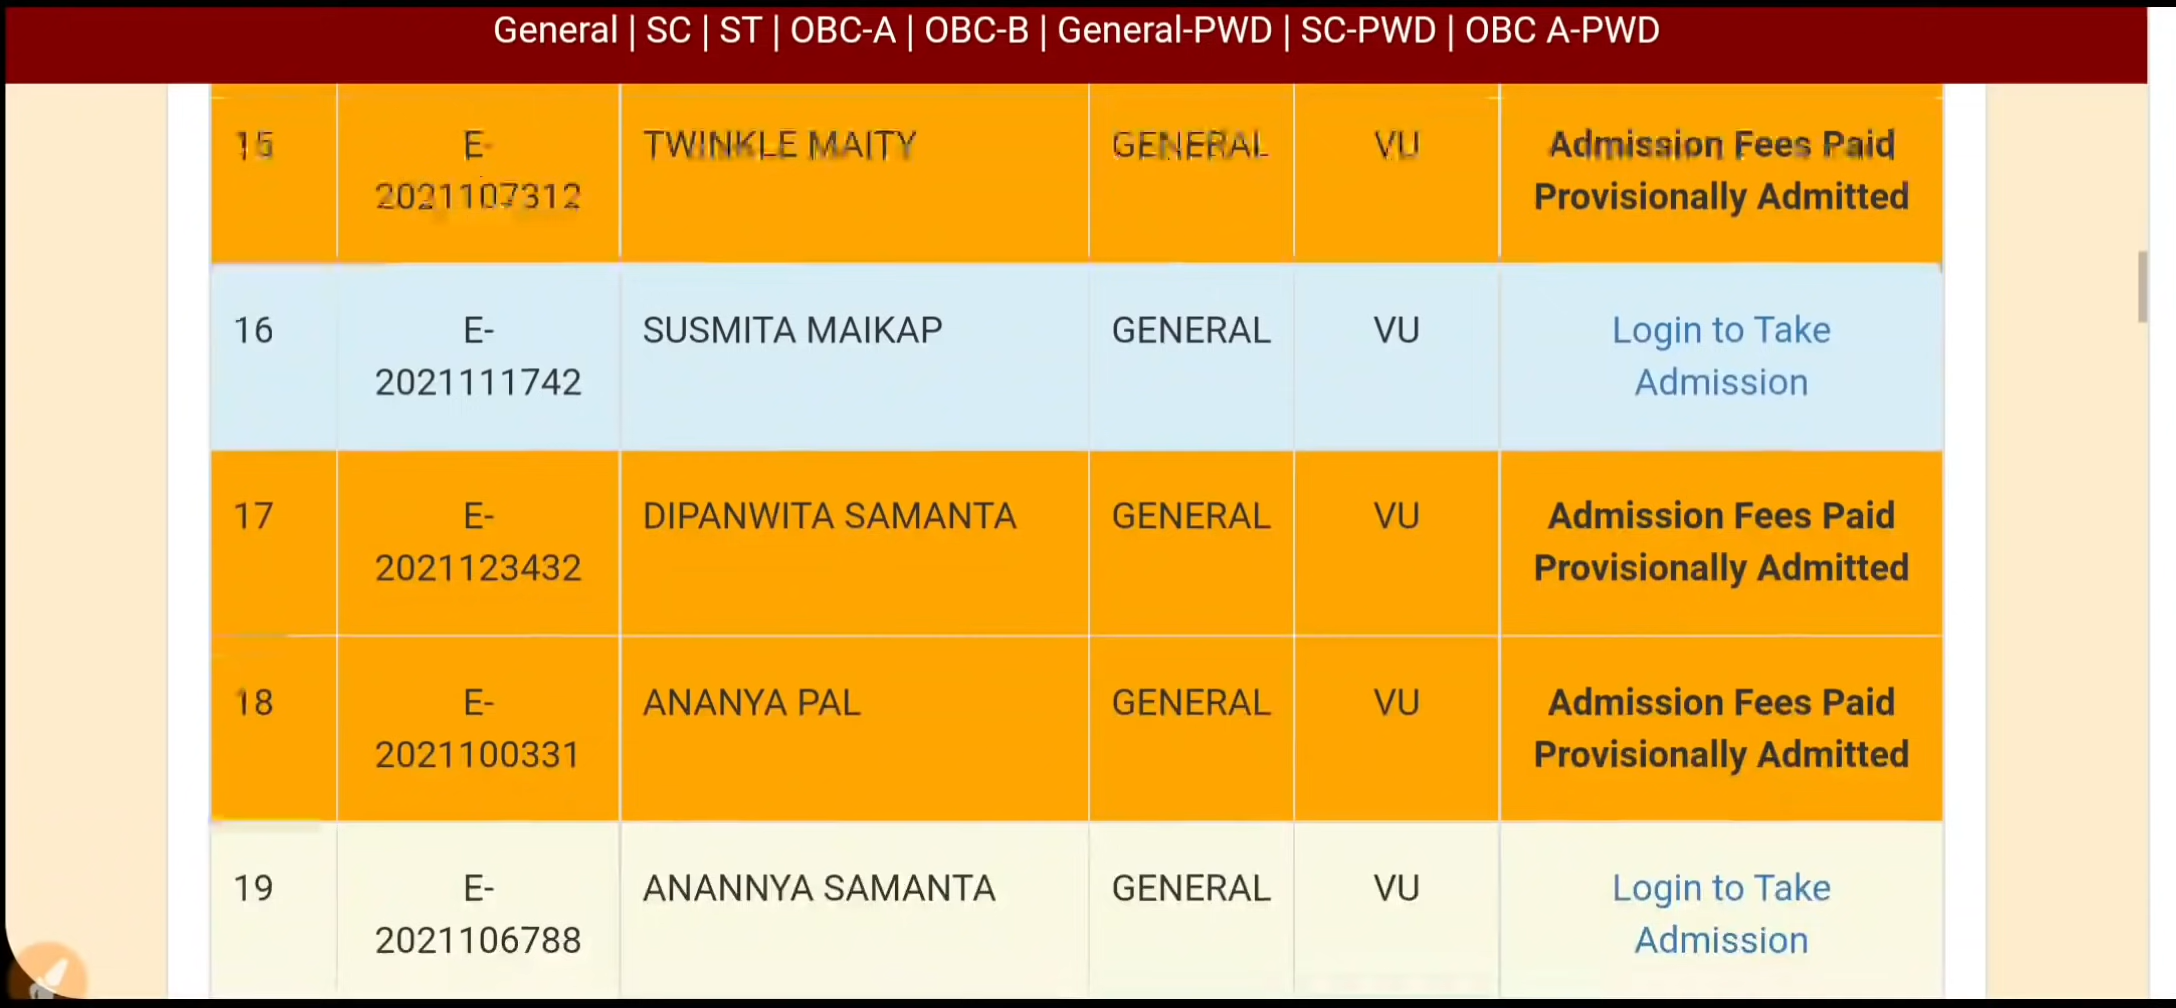 General | SC | ST | OBC-A | OBC-B | General-PWD | SC-PWD | OBC A-PWD
15 E- TWINKLE MAITY GENERAL VU Admission Fees Paid
2021107312 Provisionally Admitted
16 E- SUSMITA MAIKAP GENERAL VU Login to Take
2021111742 Admission
17 E- DIPANWITA SAMANTA GENERAL VU Admission Fees Paid
2021123432 Provisionally Admitted
18 E- ANANYA PAL GENERAL VU Admission Fees Paid
2021100331 Provisionally Admitted
19 E- ANANNYA SAMANTA GENERAL VU Login to Take
2021106788 Admission